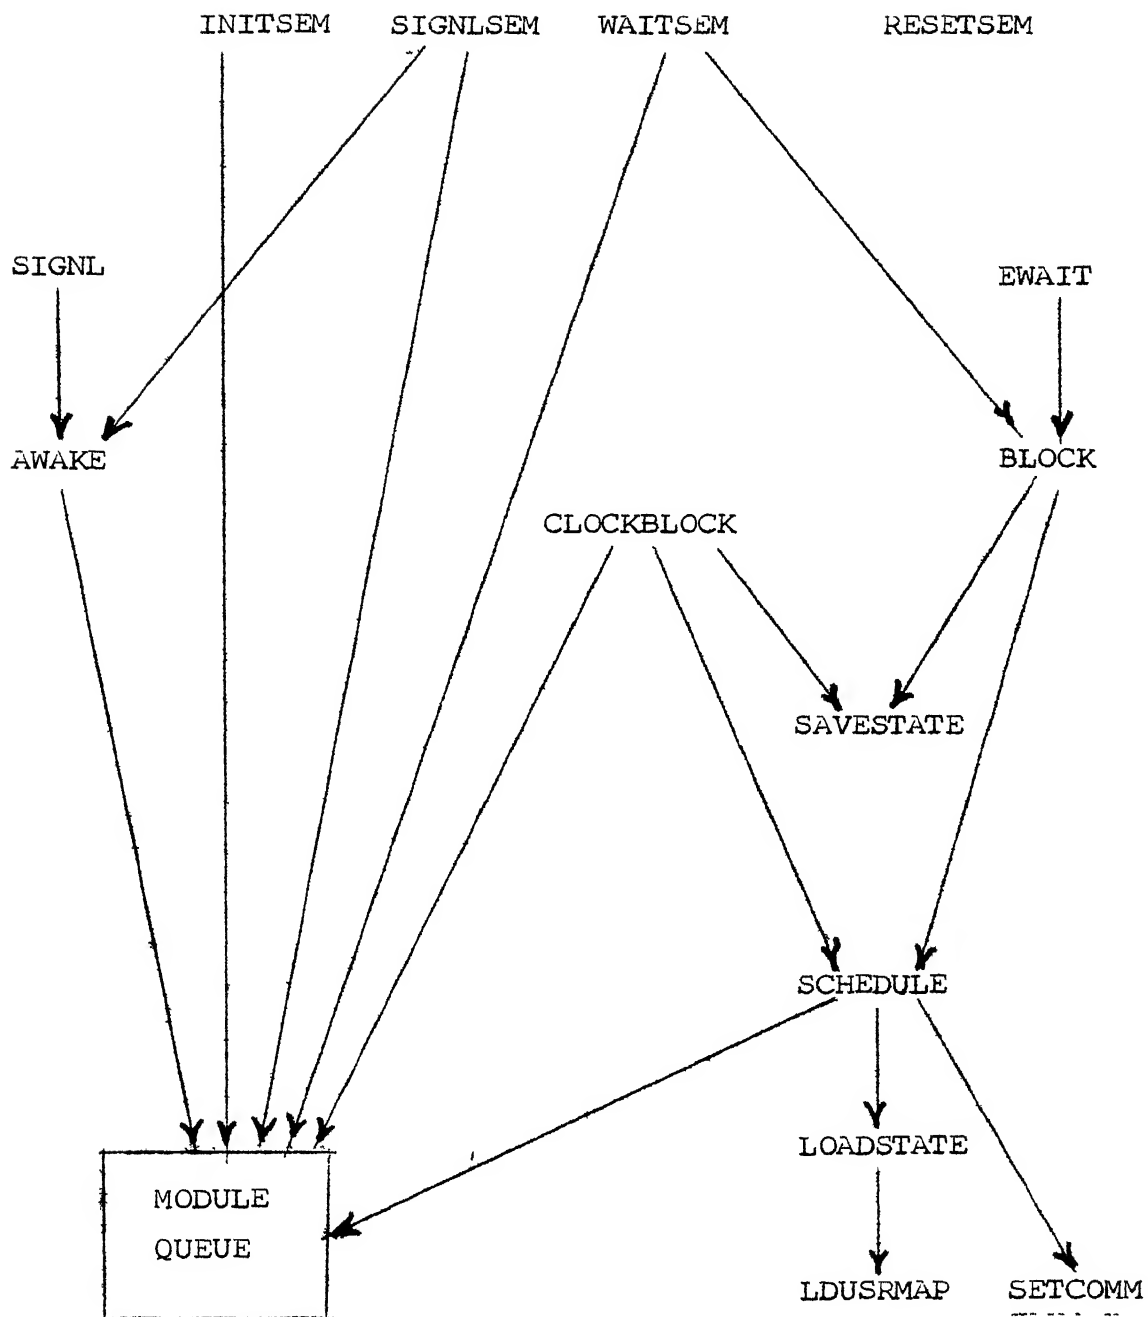 INITSEM SIGNLSEM WAITSEM RESETSEM
SIGNL
EWAIT
AWAKE
BLOCK
CLOCKBLOCK
SAVESTATE
SCHEDULE
LOADSTATE
MODULE
QUEUE
LDUSRMAP SETCOMM